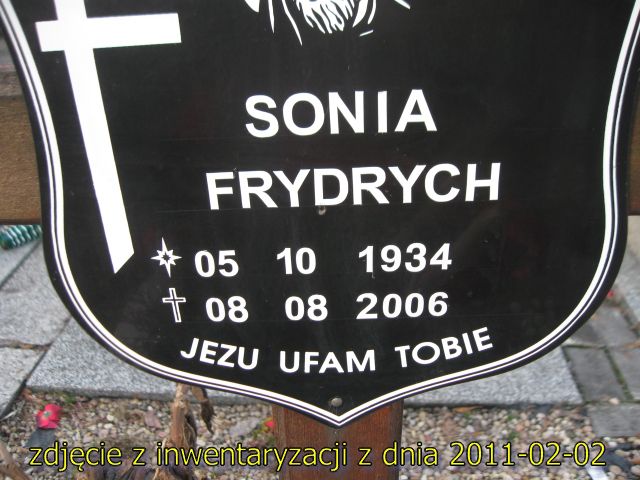 SONIA
FRYDRYCH
05 10 1934
08 08 2006
JEZU UFAM TOBIE
zdjęcie z inwentaryzacji z dnia 2011-02-02